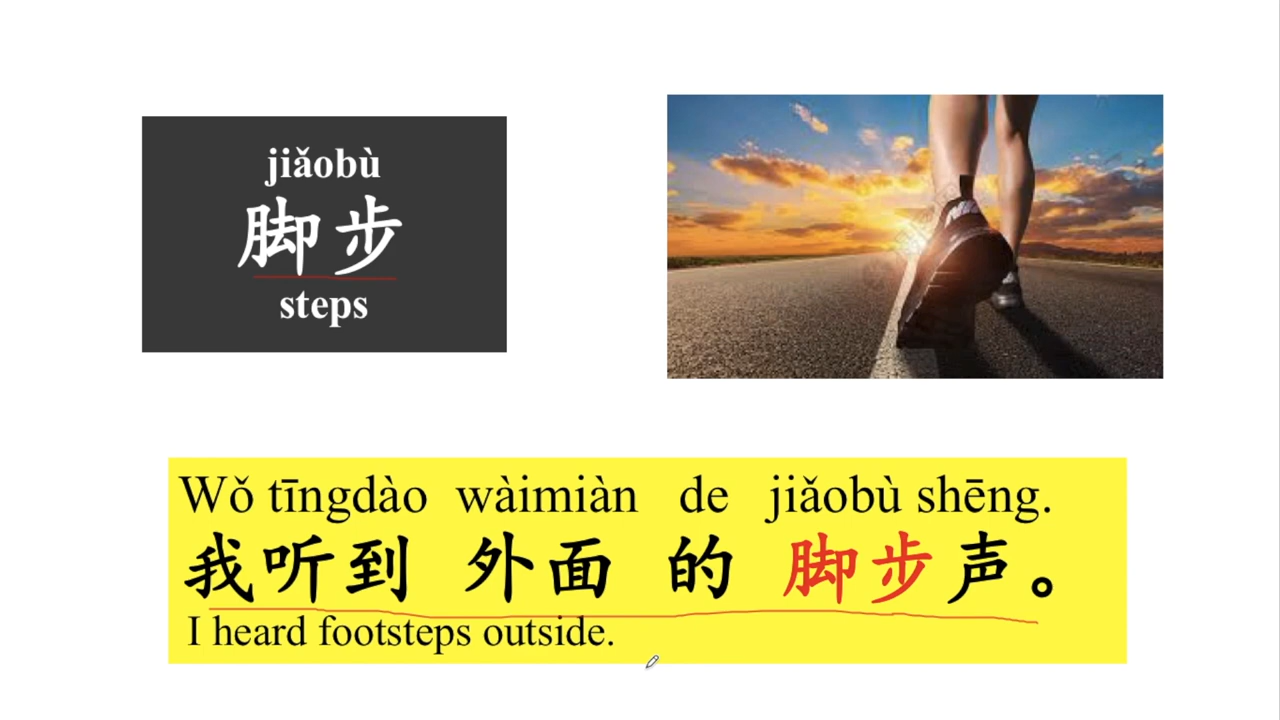 jiǎobù
脚步
steps
Wǒ tīngdào wàimiàn de jiǎobù shēng.
我听到 外面 的 脚步声。
I heard footsteps outside.